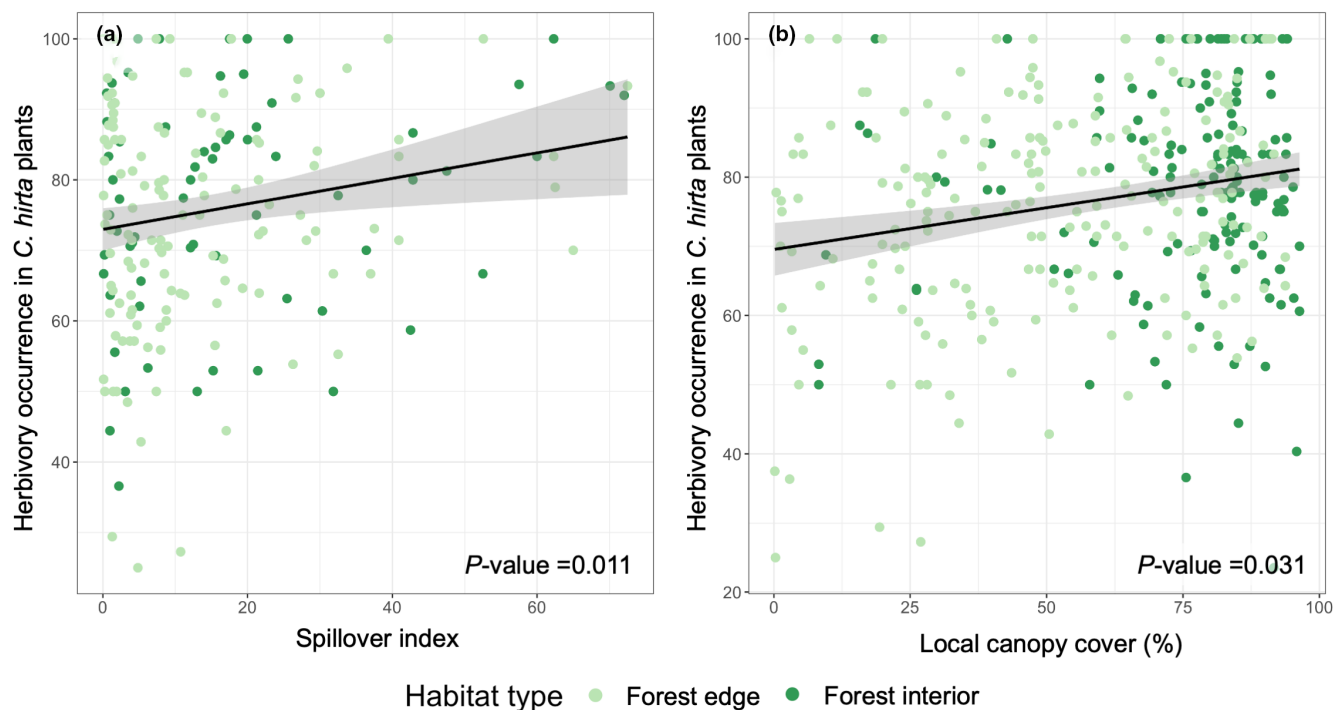 (a)
(b)
Herbivory occurrence in C. hirta plants
100
80
60
40
P-value =0.011
0
20
40
60
Spillover index
Herbivory occurrence in C. hirta plants
100
80
60
40
20
P-value =0.031
0
25
50
75
100
Local canopy cover (%)
Habitat type
Forest edge
Forest interior